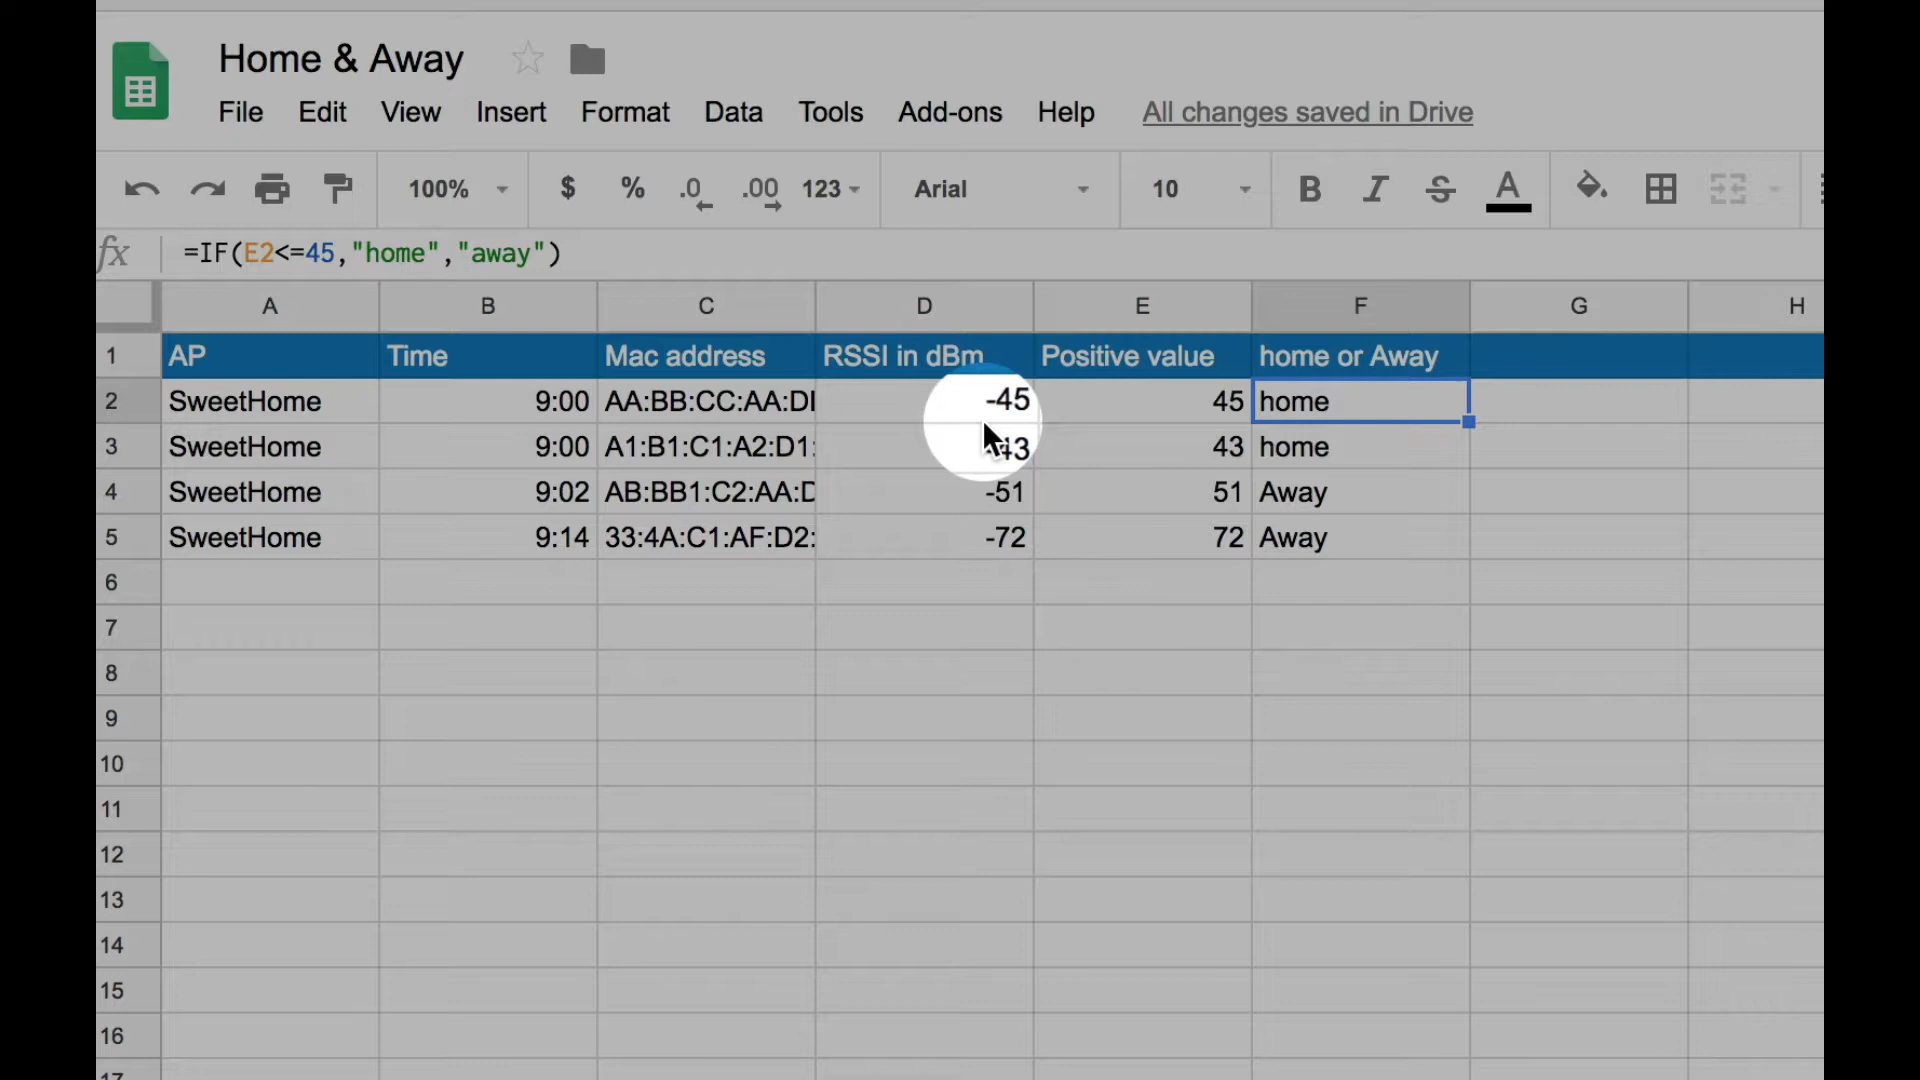 Home & Away
File Edit View Insert Format Data Tools Add-ons Help All changes saved in Drive
100% $ % .0 .00 123 Arial 10 B I S A
fx =IF(E2<=45,"home","away")
A B C D E F G H
1 AP Time Mac address RSSI in dBm Positive value home or Away
2 SweetHome 9:00 AA:BB:CC:AA:D -45 45 home
3 SweetHome 9:00 A1:B1:C1:A2:D1: 43 43 home
4 SweetHome 9:02 AB:BB1:C2:AA:D -51 51 Away
5 SweetHome 9:14 33:4A:C1:AF:D2: -72 72 Away
6
7
8
9
10
11
12
13
14
15
16
17